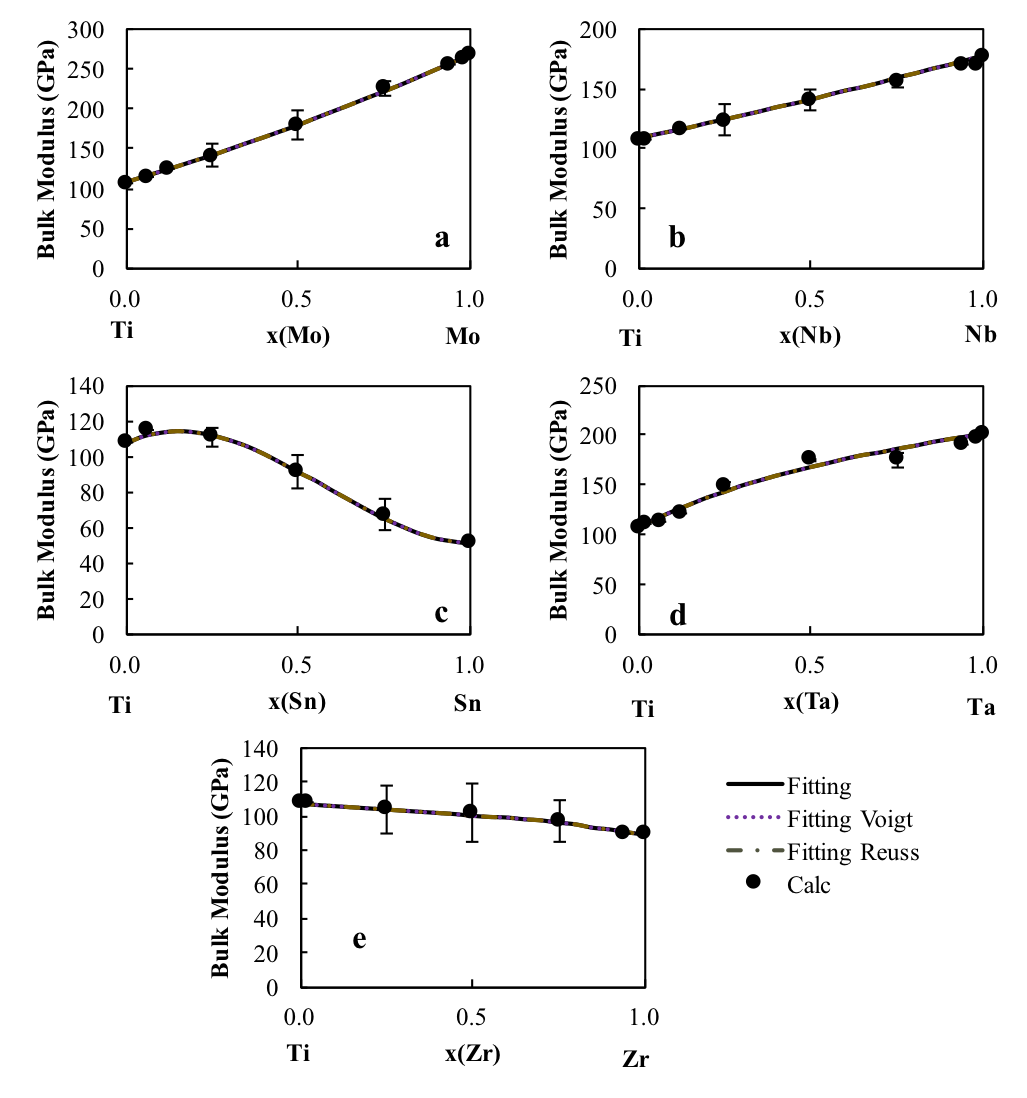 Bulk Modulus (GPa)
300
250
200
150
100
50
0
a
0.0
0.5
1.0
Ti
x(Mo)
Mo
Bulk Modulus (GPa)
200
150
100
50
0
b
0.0
0.5
1.0
Ti
x(Nb)
Nb
Bulk Modulus (GPa)
140
120
100
80
60
40
20
0
c
0.0
0.5
1.0
Ti
x(Sn)
Sn
Bulk Modulus (GPa)
250
200
150
100
50
0
d
0.0
0.5
1.0
Ti
x(Ta)
Ta
Bulk Modulus (GPa)
140
120
100
80
60
40
20
0
e
0.0
0.5
1.0
Ti
x(Zr)
Zr
Fitting
Fitting Voigt
Fitting Reuss
Calc